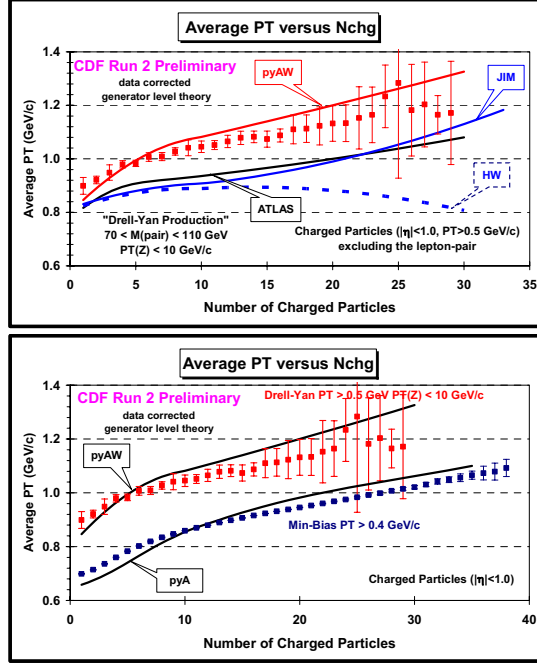 Average PT versus Nchg
CDF Run 2 Preliminary
data corrected
generator level theory
pyAW
JIM
HW
ATLAS
"Drell-Yan Production"
70 < M(pair) < 110 GeV
PT(Z) < 10 GeV/c
Charged Particles (|η|<1.0, PT>0.5 GeV/c)
excluding the lepton-pair
Average PT (GeV/c)
1.4
1.2
1.0
0.8
0.6
0 5 10 15 20 25 30 35
Number of Charged Particles
Average PT versus Nchg
CDF Run 2 Preliminary
data corrected
generator level theory
Drell-Yan PT > 0.5 GeV PT(Z) < 10 GeV/c
pyAW
Min-Bias PT > 0.4 GeV/c
pyA
Charged Particles (|η|<1.0)
Average PT (GeV/c)
1.4
1.2
1.0
0.8
0.6
0 10 20 30 40
Number of Charged Particles